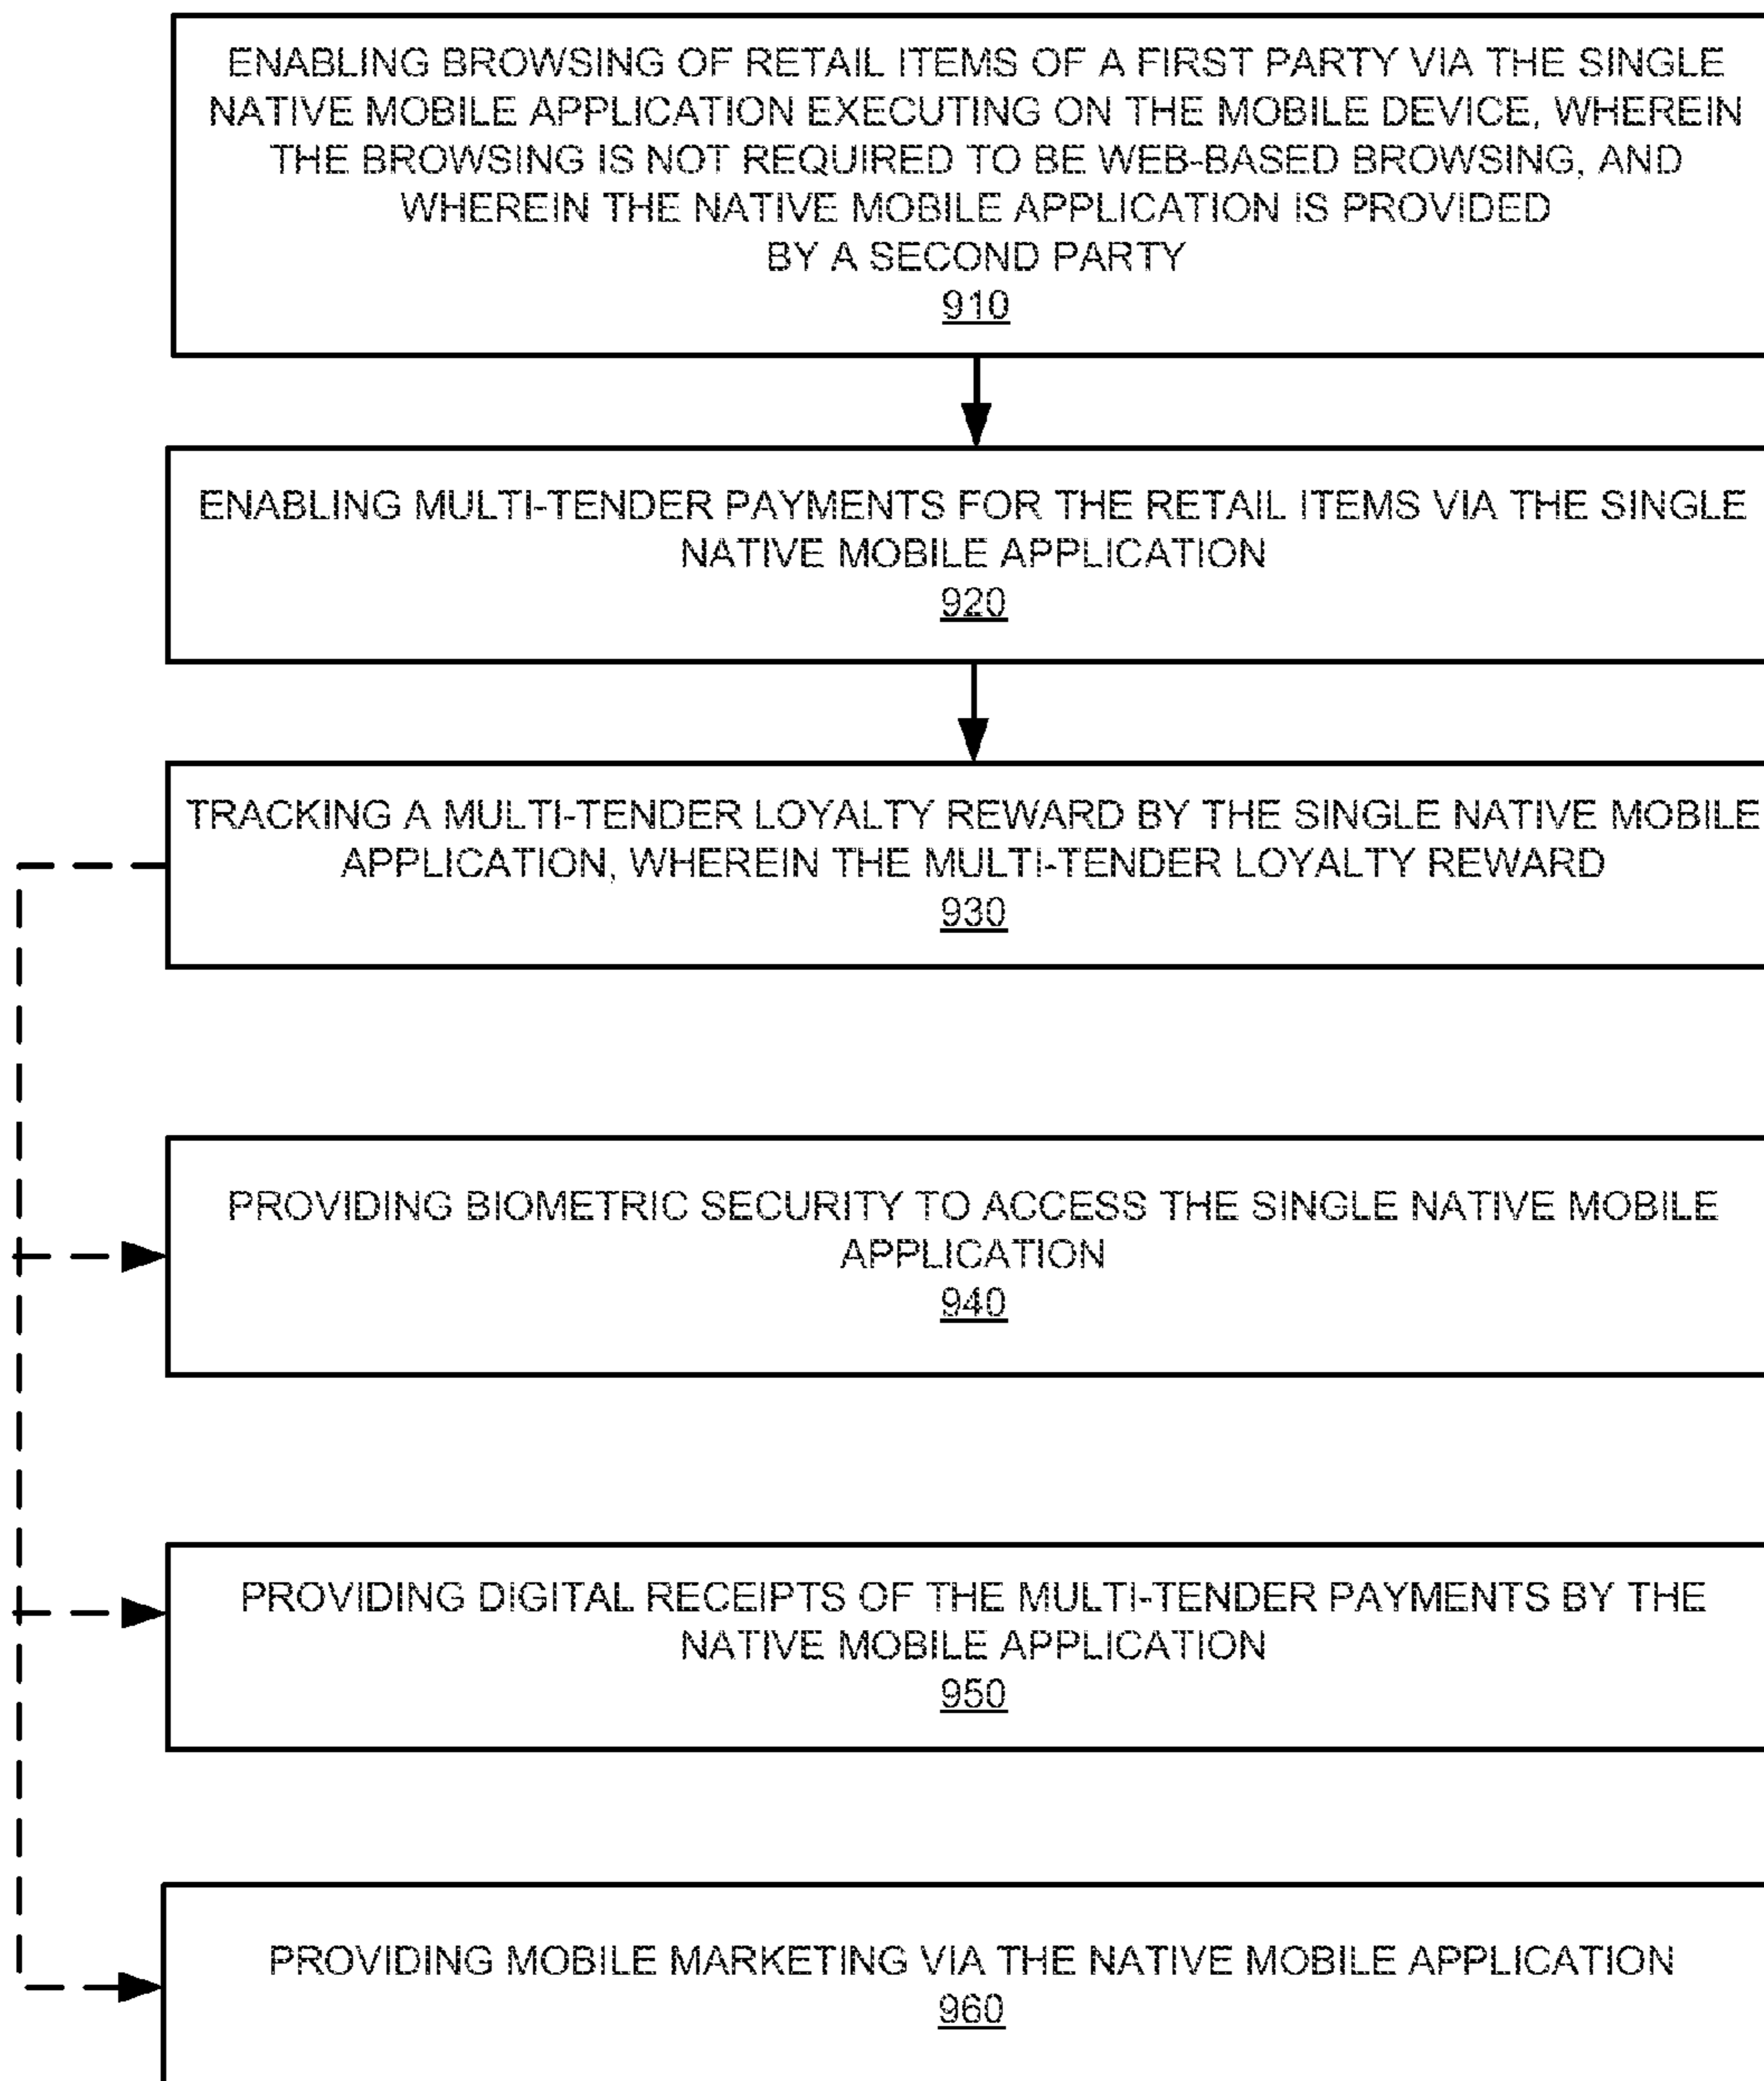 ENABLING BROWSING OF RETAIL ITEMS OF A FIRST PARTY VIA THE SINGLE
NATIVE MOBILE APPLICATION EXECUTING ON THE MOBILE DEVICE, WHEREIN
THE BROWSING IS NOT REQUIRED TO BE WEB-BASED BROWSING, AND
WHEREIN THE NATIVE MOBILE APPLICATION IS PROVIDED
BY A SECOND PARTY
910
ENABLING MULTI-TENDER PAYMENTS FOR THE RETAIL ITEMS VIA THE SINGLE
NATIVE MOBILE APPLICATION
920
TRACKING A MULTI-TENDER LOYALTY REWARD BY THE SINGLE NATIVE MOBILE
APPLICATION, WHEREIN THE MULTI-TENDER LOYALTY REWARD
930
PROVIDING BIOMETRIC SECURITY TO ACCESS THE SINGLE NATIVE MOBILE
APPLICATION
940
PROVIDING DIGITAL RECEIPTS OF THE MULTI-TENDER PAYMENTS BY THE
NATIVE MOBILE APPLICATION
950
PROVIDING MOBILE MARKETING VIA THE NATIVE MOBILE APPLICATION
960